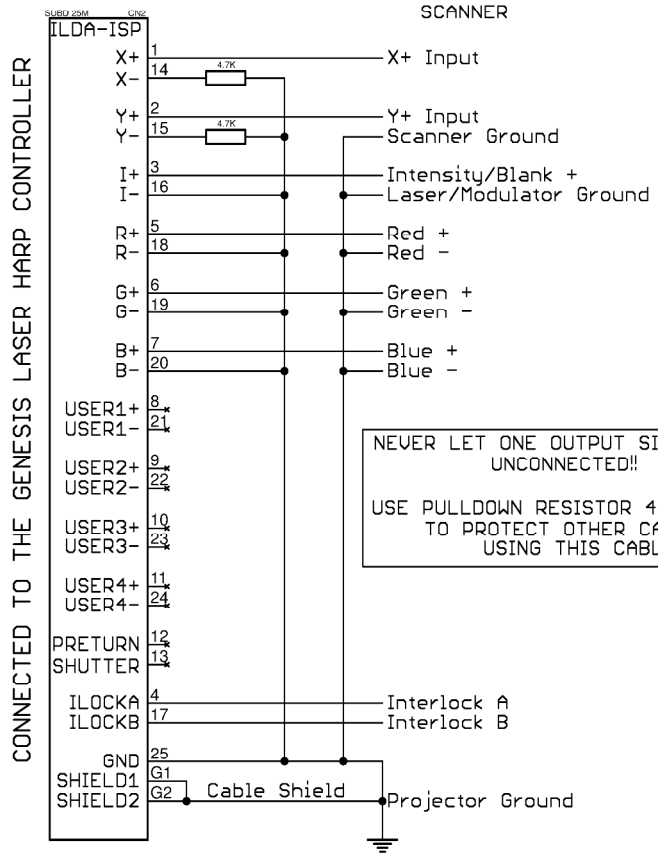 SUBD 25M CN2
ILDA-ISP
SCANNER
CONNECTED TO THE GENESIS LASER HARP CONTROLLER
X+ 1 X+ Input
X- 14 4.7K
Y+ 2 Y+ Input
Y- 15 4.7K Scanner Ground
I+ 3 Intensity/Blank +
I- 16 Laser/Modulator Ground
R+ 5 Red +
R- 18 Red -
G+ 6 Green +
G- 19 Green -
B+ 7 Blue +
B- 20 Blue -
USER1+ 8
USER1- 21
USER2+ 9
USER2- 22
USER3+ 10
USER3- 23
USER4+ 11
USER4- 24
NEVER LET ONE OUTPUT SI
UNCONNECTED!!
USE PULLDOWN RESISTOR 4
TO PROTECT OTHER CA
USING THIS CABL
PRETURN 12
SHUTTER 13
ILOCKA 4 Interlock A
ILOCKB 17 Interlock B
GND 25
SHIELD1 G1
SHIELD2 G2 Cable Shield Projector Ground